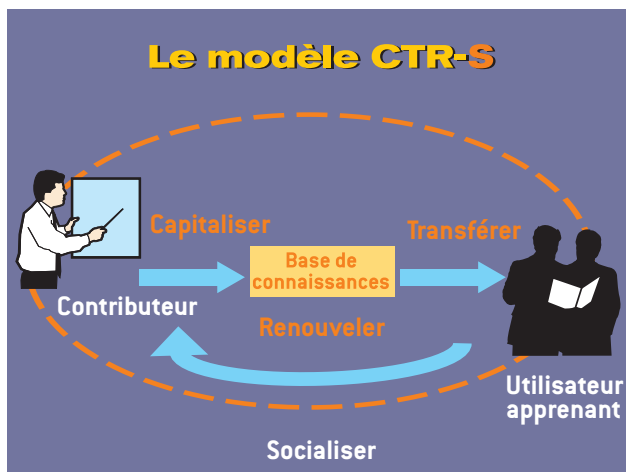 Le modèle CTR-S
Capitaliser
Transférer
Base de
connaissances
Contributeur
Renouveler
Utilisateur
apprenant
Socialiser